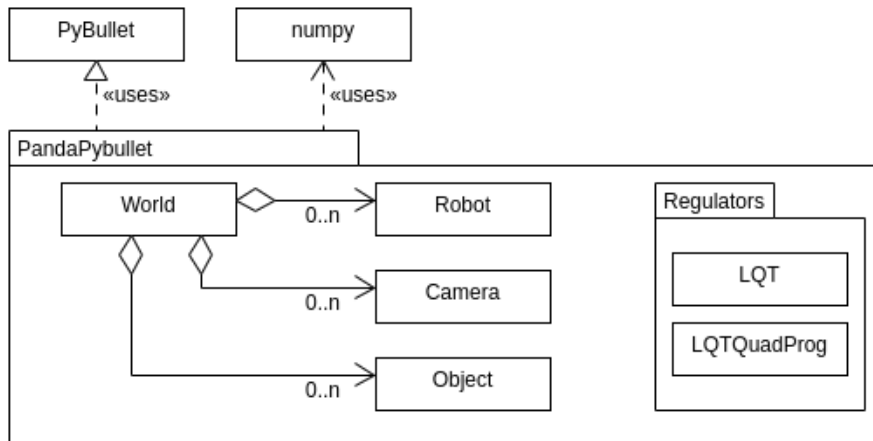 PyBullet
numpy
«uses»
«uses»
PandaPybullet
World
Robot
0..n
Regulators
Camera
0..n
LQT
LQTQuadProg
Object
0..n